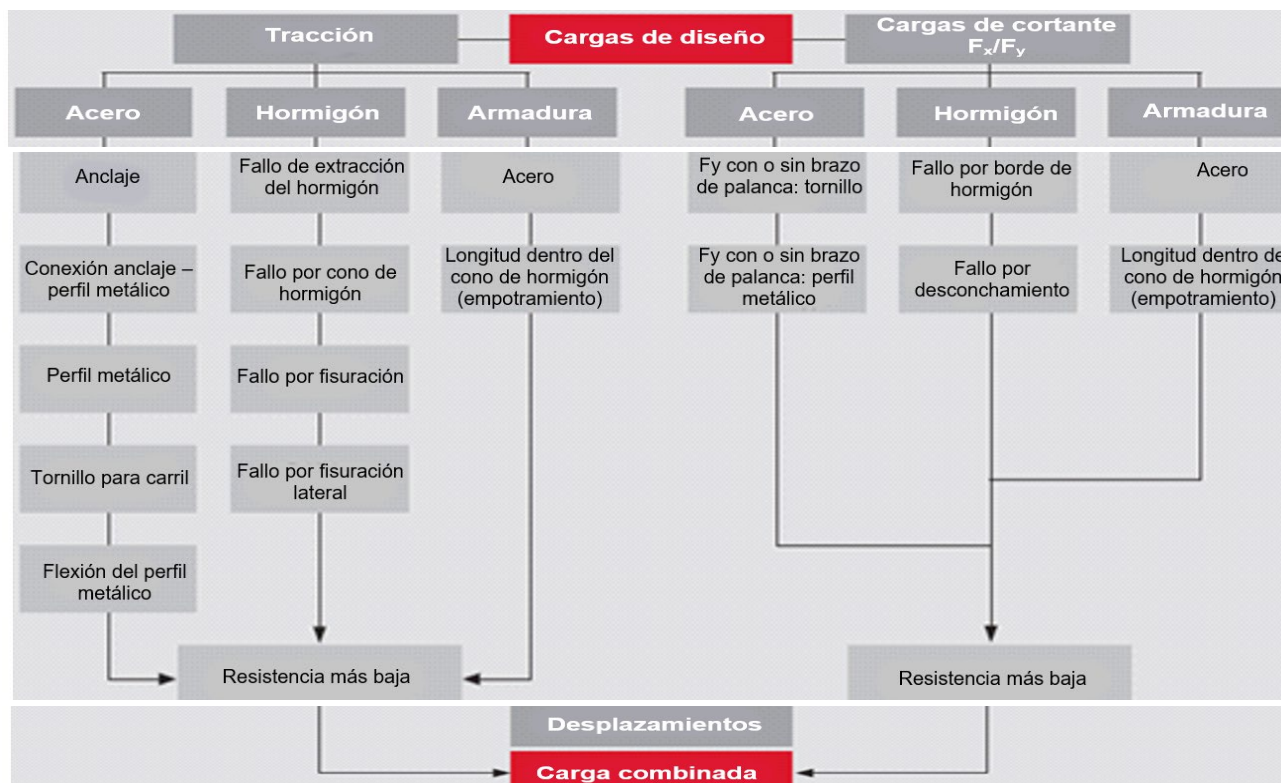 Tracción
Cargas de diseño
Cargas de cortante
Fₓ/Fᵧ
Acero
Hormigón
Armadura
Acero
Hormigón
Armadura
Anclaje
Fallo de extracción
del hormigón
Acero
Fy con o sin brazo
de palanca: tornillo
Fallo por borde de
hormigón
Acero
Conexión anclaje –
perfil metálico
Fallo por cono de
hormigón
Longitud dentro del
cono de hormigón
(empotramiento)
Fy con o sin brazo
de palanca: perfil
metálico
Fallo por
desconchamiento
Longitud dentro de
cono de hormigón
(empotramiento)
Perfil metálico
Fallo por fisuración
Tornillo para carril
Fallo por fisuración
lateral
Flexión del perfil
metálico
Resistencia más baja
Resistencia más baja
Desplazamientos
Carga combinada